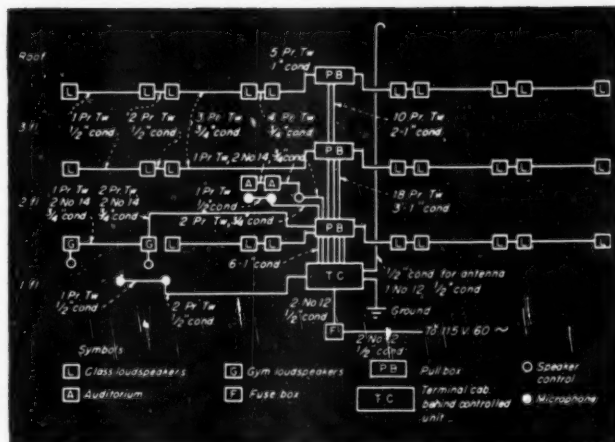 Roof
5 Pr. Tw
1" cond
PB
L L L L L L L L L L
1 Pr. Tw
1/2" cond
2 Pr. Tw
1/2" cond
3 Pr. Tw
3/4" cond
4 Pr. Tw
3/4" cond
10 Pr. Tw
2-1" cond
3 fl
1 Pr. Tw, 2 No 14, 3/4" cond
PB
L L L L L L L L
1 Pr. Tw
2 No 14
3/4" cond
2 Pr. Tw
2 No 14
3/4" cond
1 Pr. Tw
1/2" cond
A A
18 Pr. Tw
3-1" cond
2 fl
2 Pr. Tw, 3/4" cond
PB
G G L L L L L L L
6-1" cond
TC
1/2" cond for antenna
1 No 12, 1/2" cond
1 fl
1 Pr. Tw
1/2" cond
2 Pr. Tw
1/2" cond
2 No 12
1/2" cond
Ground
F
To 115 V. 60 ~
2 No 12
1/2" cond
Symbols
L Class loudspeakers
G Gym loudspeakers
PB Pull box
Speaker control
A Auditorium
F Fuse box
TC Terminal cab. behind controlled unit
Microphone